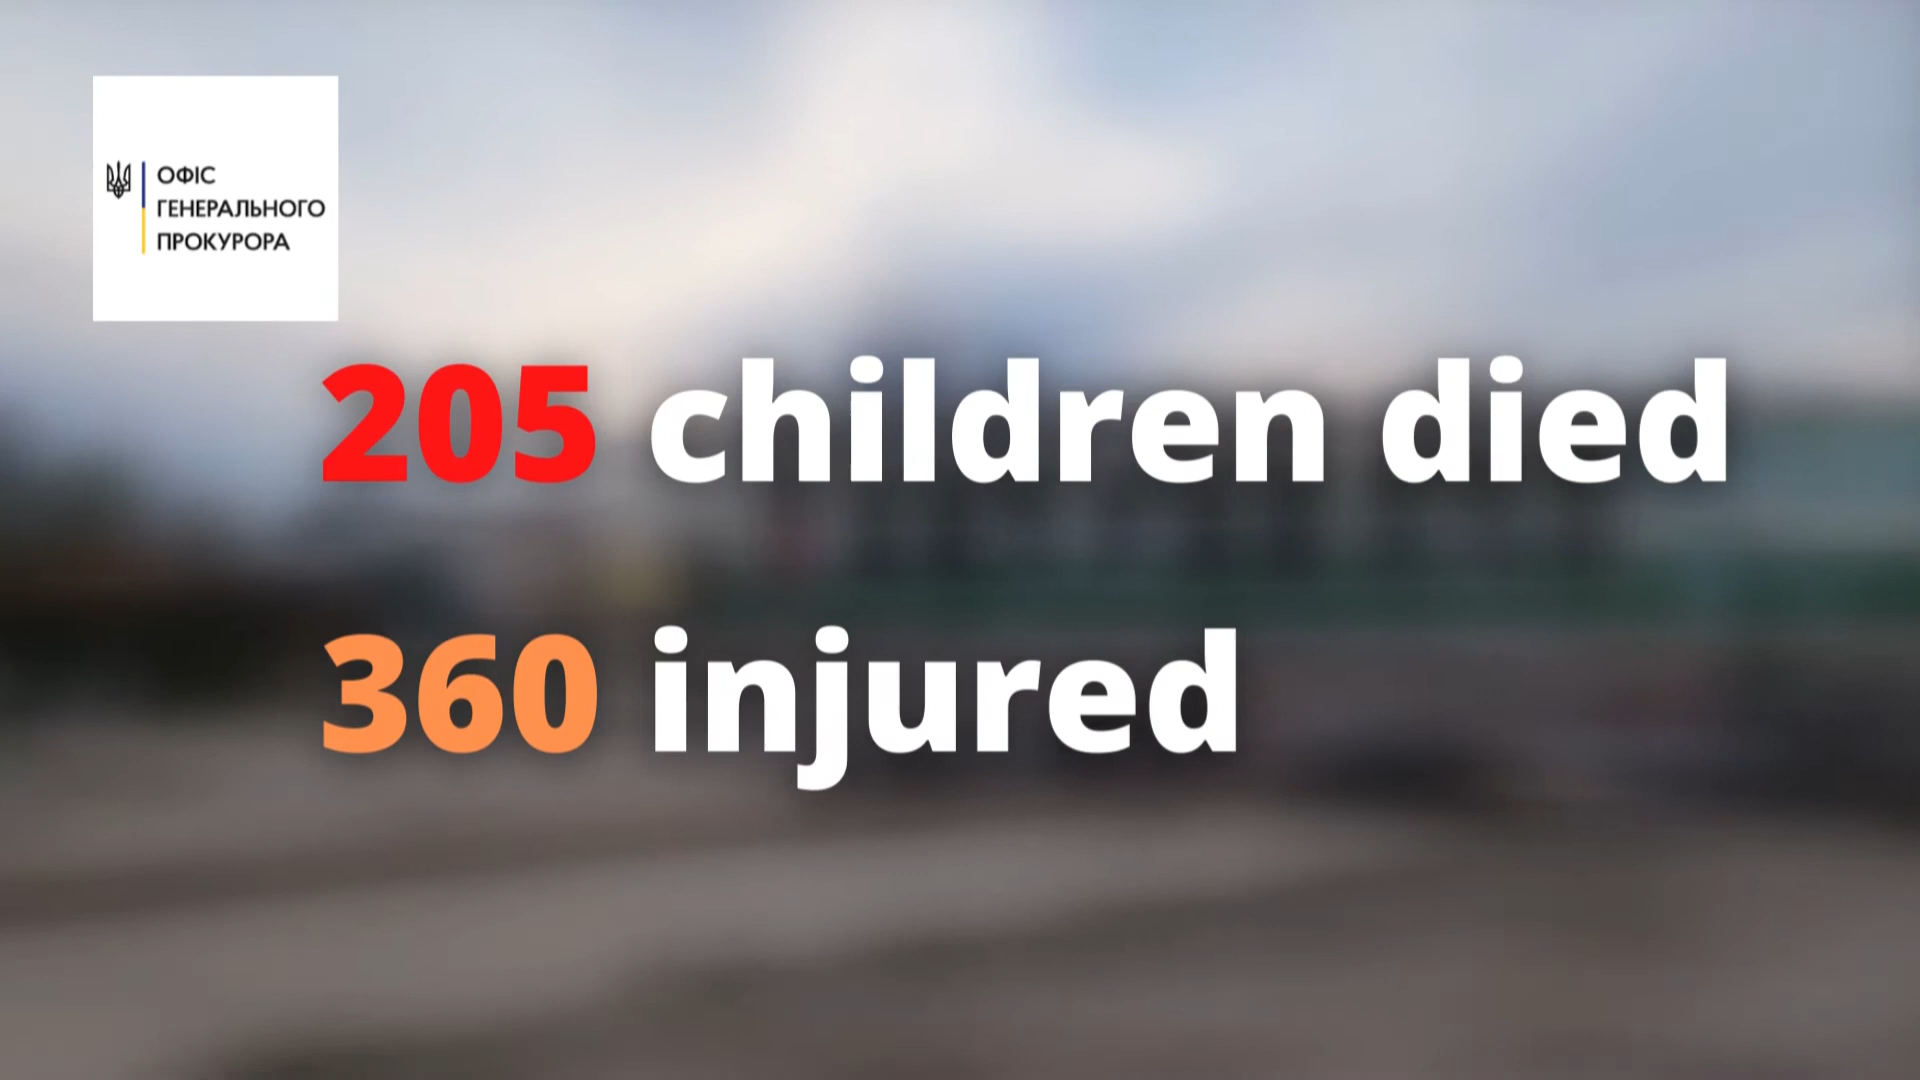 ОФІС
ГЕНЕРАЛЬНОГО
ПРОКУРОРА
205 children died
360 injured